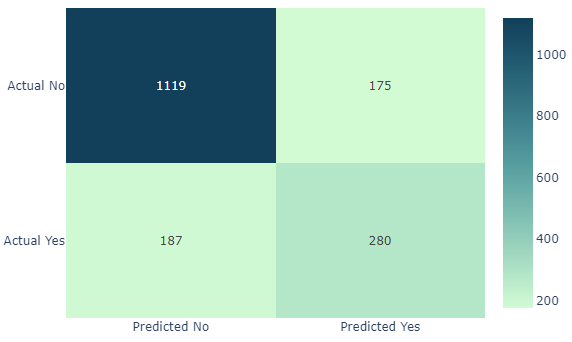 1000
Actual No
1119
175
800
600
Actual Yes
187
280
400
200
Predicted No
Predicted Yes